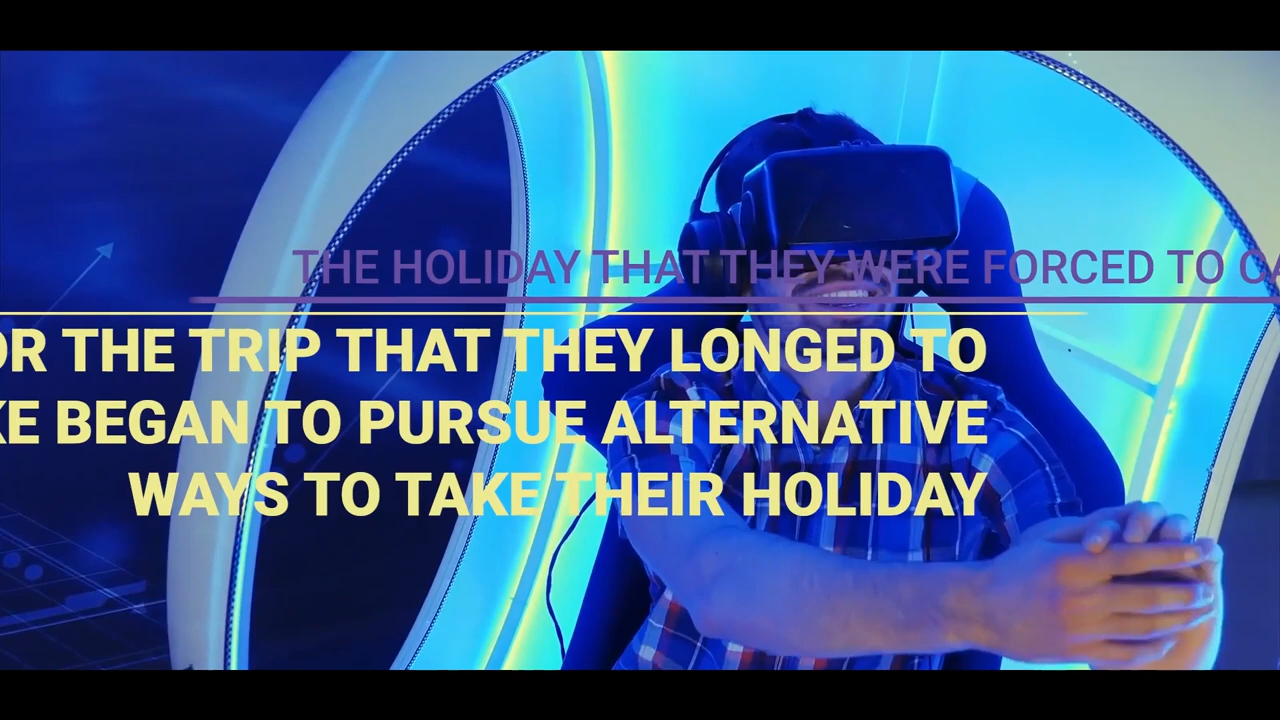 THE HOLIDAY THAT THEY WERE FORCED TO
THE TRIP THAT THEY LONGED TO
BEGAN TO PURSUE ALTERNATIVE
WAYS TO TAKE THEIR HOLIDAY